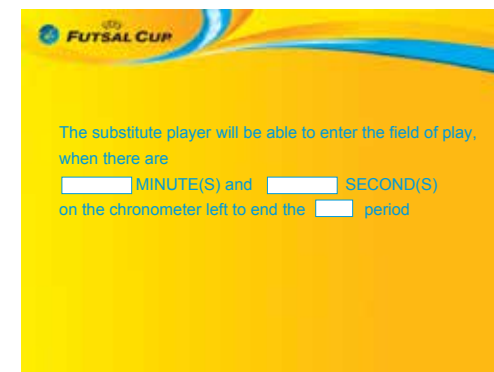 FUTSAL CUP
The substitute player will be able to enter the field of play,
when there are
MINUTE(S) and SECOND(S)
on the chronometer left to end the period